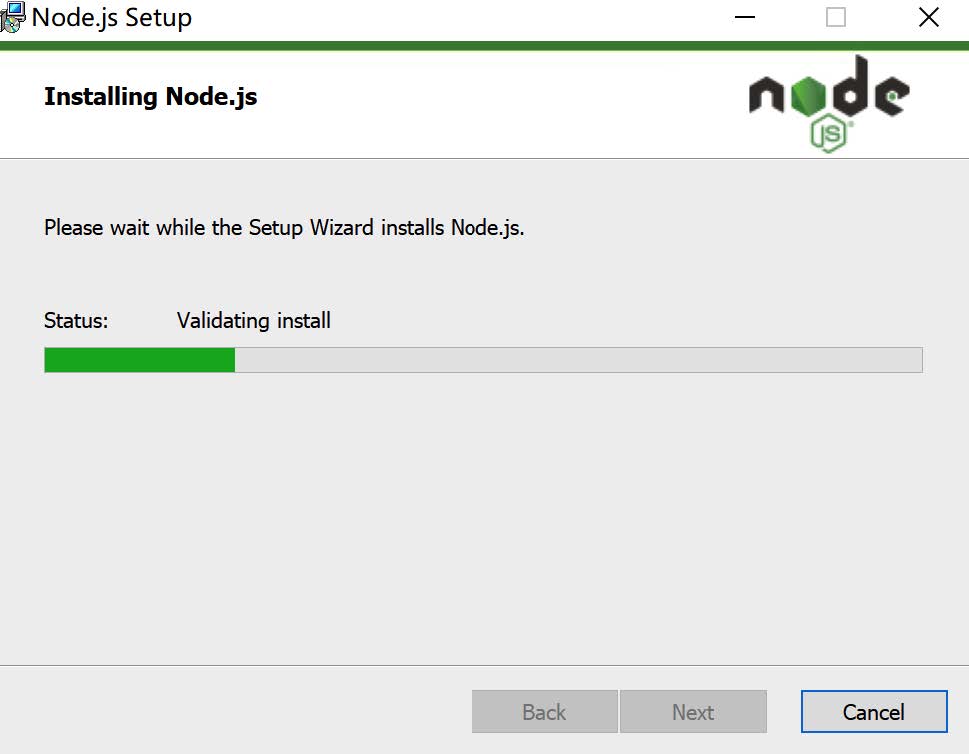 Node.js Setup
Installing Node.js
node
JS
Please wait while the Setup Wizard installs Node.js.
Status: Validating install
Back Next Cancel